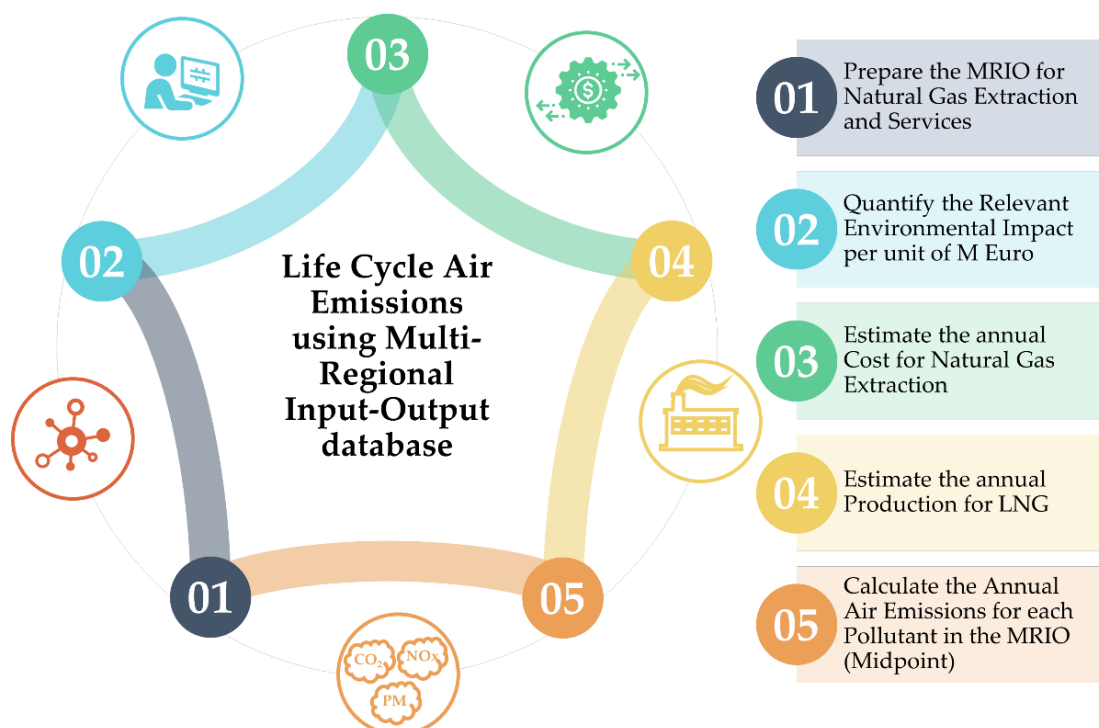 03
02
04
01
05
Life Cycle Air
Emissions
using Multi-
Regional
Input-Output
database
#
$
CO₂
NOx
PM
01
Prepare the MRIO for
Natural Gas Extraction
and Services
02
Quantify the Relevant
Environmental Impact
per unit of M Euro
03
Estimate the annual
Cost for Natural Gas
Extraction
04
Estimate the annual
Production for LNG
05
Calculate the Annual
Air Emissions for each
Pollutant in the MRIO
(Midpoint)